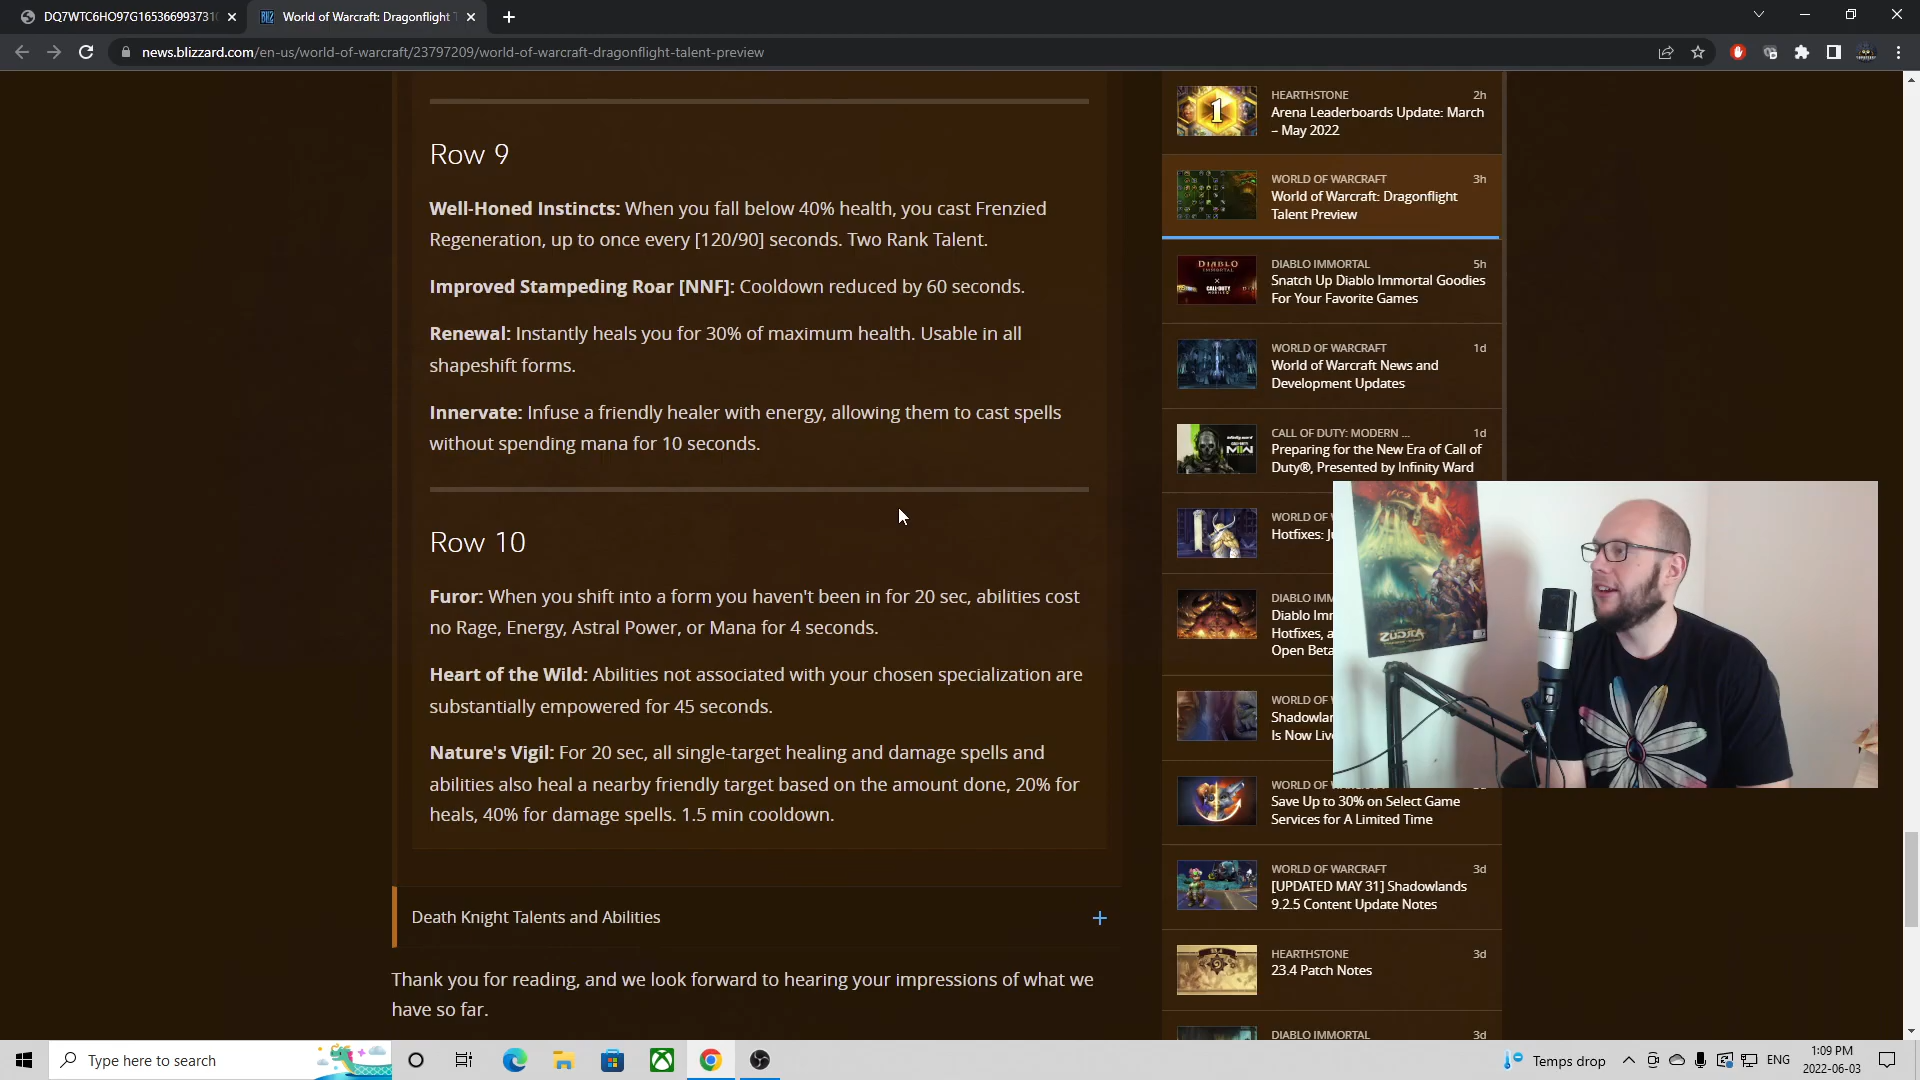 DQ7WTC6HO97G1653669937310
World of Warcraft: Dragonflight T
news.blizzard.com/en-us/world-of-warcraft/23797209/world-of-warcraft-dragonflight-talent-preview
Row 9
Well-Honed Instincts: When you fall below 40% health, you cast Frenzied
Regeneration, up to once every [120/90] seconds. Two Rank Talent.
Improved Stampeding Roar [NNF]: Cooldown reduced by 60 seconds.
Renewal: Instantly heals you for 30% of maximum health. Usable in all
shapeshift forms.
Innervate: Infuse a friendly healer with energy, allowing them to cast spells
without spending mana for 10 seconds.
Row 10
Furor: When you shift into a form you haven't been in for 20 sec, abilities cost
no Rage, Energy, Astral Power, or Mana for 4 seconds.
Heart of the Wild: Abilities not associated with your chosen specialization are
substantially empowered for 45 seconds.
Nature's Vigil: For 20 sec, all single-target healing and damage spells and
abilities also heal a nearby friendly target based on the amount done, 20% for
heals, 40% for damage spells. 1.5 min cooldown.
Death Knight Talents and Abilities
Thank you for reading, and we look forward to hearing your impressions of what we
have so far.
HEARTHSTONE 2h
Arena Leaderboards Update: March
– May 2022
WORLD OF WARCRAFT 3h
World of Warcraft: Dragonflight
Talent Preview
DIABLO IMMORTAL 5h
Snatch Up Diablo Immortal Goodies
For Your Favorite Games
WORLD OF WARCRAFT 1d
World of Warcraft News and
Development Updates
CALL OF DUTY: MODERN ... 1d
Preparing for the New Era of Call of
Duty®, Presented by Infinity Ward
WORLD OF
Hotfixes:
DIABLO
Diablo
Hotfixes,
Open
WORLD OF
Is Now
WORLD OF
Save Up to 30% on Select Game
Services for A Limited Time
WORLD OF WARCRAFT 3d
[UPDATED MAY 31] Shadowlands
9.2.5 Content Update Notes
HEARTHSTONE 3d
23.4 Patch Notes
DIABLO IMMORTAL 3d
Type here to search
Temps drop
ENG
1:09 PM
2022-06-03